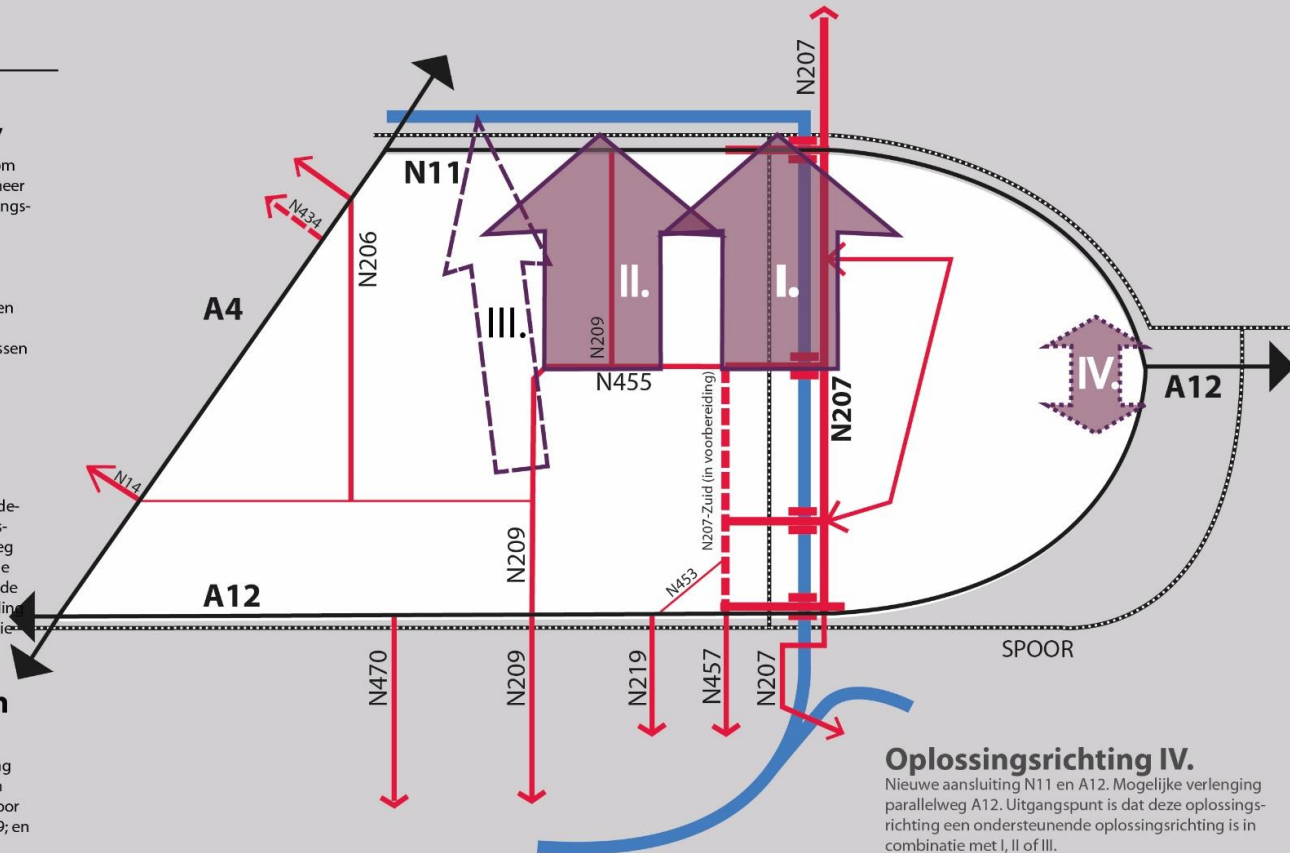 N207
N11
N434
N206
A4
II.
I.
III.
N209
N455
N207-Zuid (in voorbereiding)
N207
IV.
A12
N14
N209
N453
A12
SPOOR
N470
N209
N219
N457
N207
Oplossingsrichting IV.
Nieuwe aansluiting N11 en A12. Mogelijke verlenging
parallelweg A12. Uitgangspunt is dat deze oplossings-
richting een ondersteunende oplossingsrichting is in
combinatie met I, II of III.